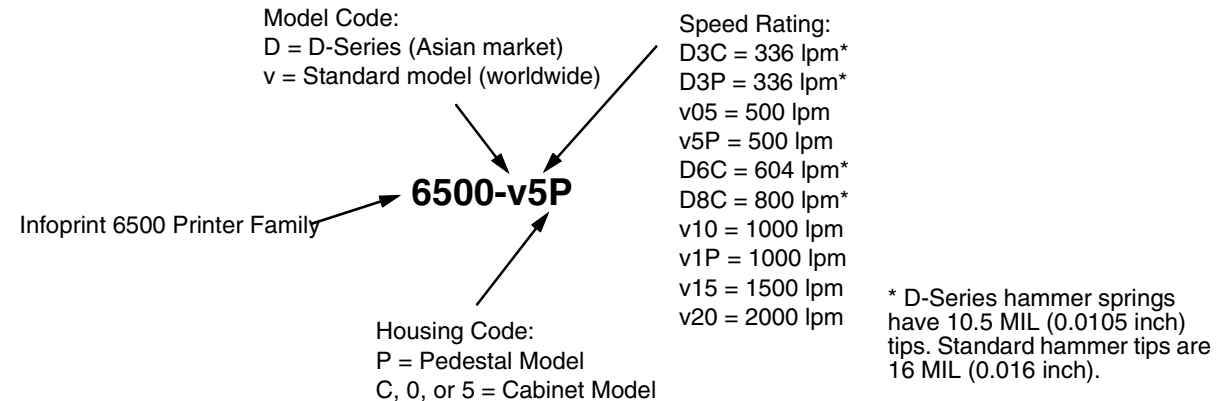 Model Code:
D = D-Series (Asian market)
v = Standard model (worldwide)
Speed Rating:
D3C = 336 lpm*
D3P = 336 lpm*
v05 = 500 lpm
v5P = 500 lpm
D6C = 604 lpm*
D8C = 800 lpm*
v10 = 1000 lpm
v1P = 1000 lpm
v15 = 1500 lpm
v20 = 2000 lpm
6500-v5P
Infoprint 6500 Printer Family
Housing Code:
P = Pedestal Model
C, 0, or 5 = Cabinet Model
* D-Series hammer springs
have 10.5 MIL (0.0105 inch)
tips. Standard hammer tips are
16 MIL (0.016 inch).